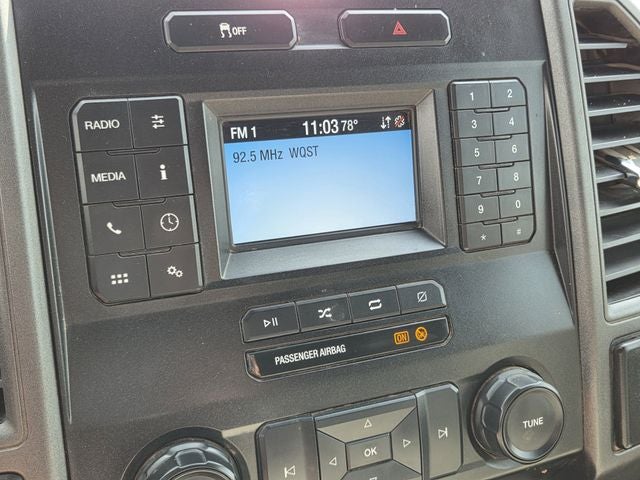 OFF
FM 1 11:03 78°
92.5 MHz WQST
RADIO
MEDIA
i
1 2
3 4
5 6
7 8
9 0
* #
PASSENGER AIRBAG ON
OK
TUNE